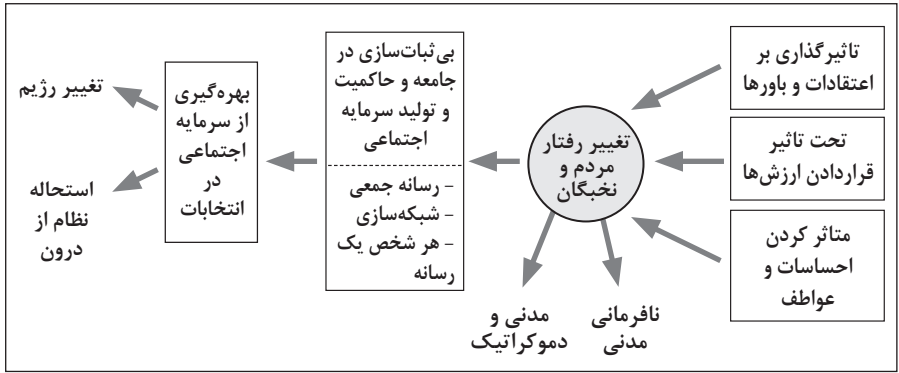 تاثیرگذاری بر
اعتقادات و باورها
تحت تاثیر
قراردادن ارزش‌ها
متاثر کردن
احساسات و
عواطف
تغییر رفتار
مردم و
نخبگان
نافرمانی
مدنی
مدنی و
دموکراتیک
بی‌ثبات‌سازی در
جامعه و حاکمیت
و تولید سرمایه
اجتماعی
– رسانه جمعی
– شبکه‌سازی
– هر شخص یک
رسانه
بهره‌گیری
از سرمایه
اجتماعی
در
انتخابات
تغییر رژیم
استحاله
نظام از
درون